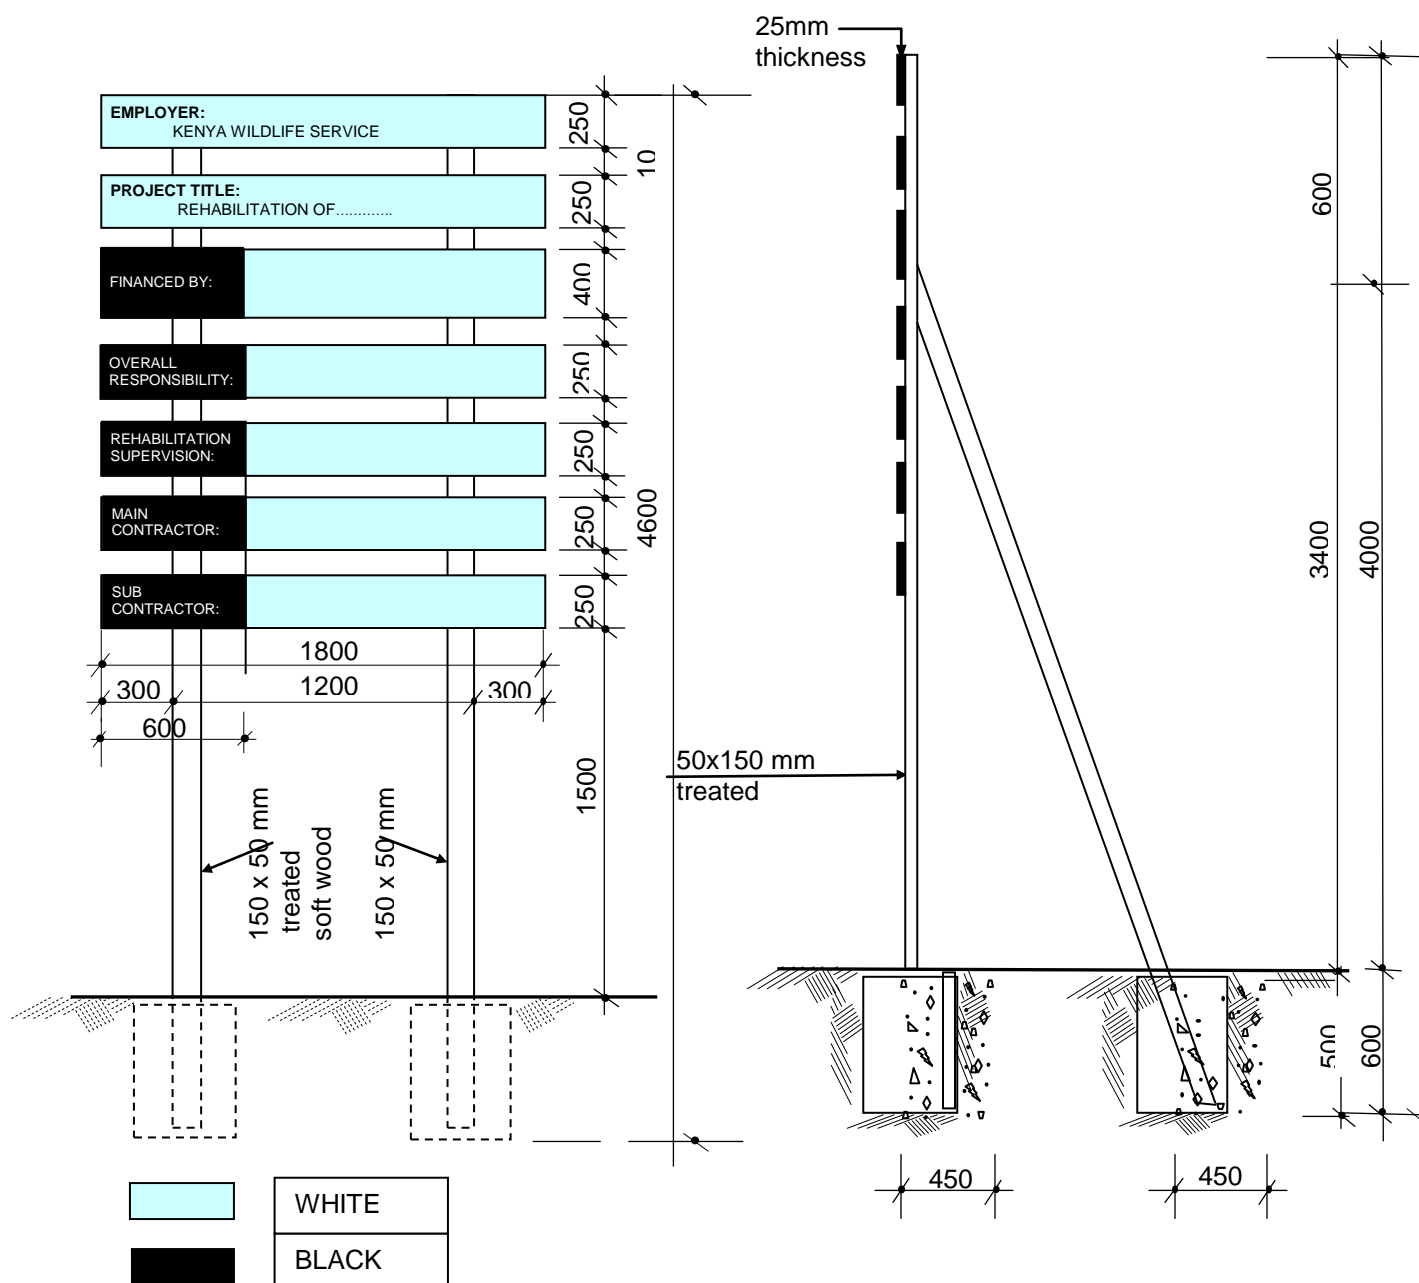 EMPLOYER:
KENYA WILDLIFE SERVICE
PROJECT TITLE:
REHABILITATION OF.............
FINANCED BY:
OVERALL
RESPONSIBILITY:
REHABILITATION
SUPERVISION:
MAIN
CONTRACTOR:
SUB
CONTRACTOR:
250
10
250
400
250
250
250
250
4600
1800
300
1200
300
600
1500
150 x 50 mm
treated
soft wood
150 x 50 mm
WHITE
BLACK
25mm
thickness
50x150 mm
treated
600
3400
4000
500
600
450
450